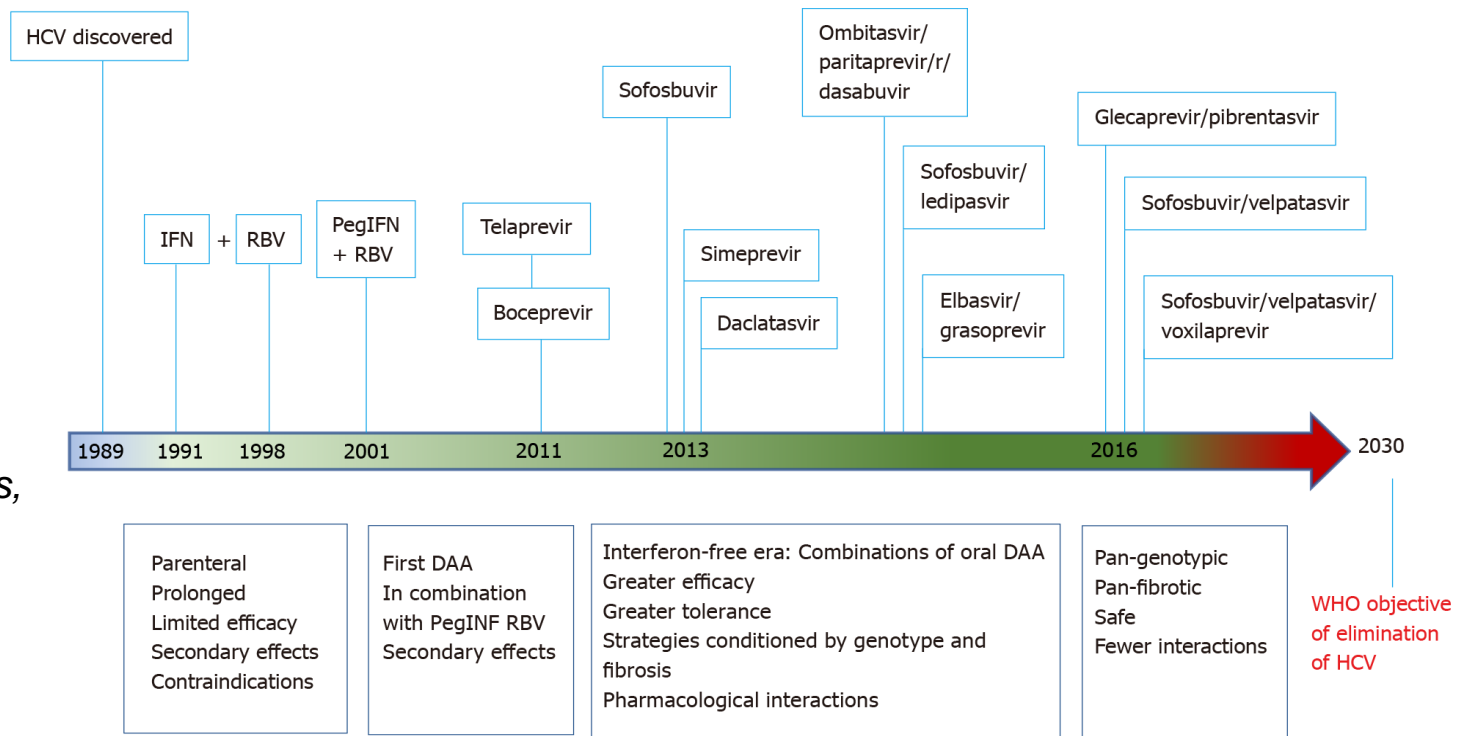 HCV discovered
IFN
+
RBV
PegIFN
+ RBV
Telaprevir
Boceprevir
Sofosbuvir
Simeprevir
Daclatasvir
Ombitasvir/
paritaprevir/r/
dasabuvir
Sofosbuvir/
ledipasvir
Elbasvir/
grasoprevir
Glecaprevir/pibrentasvir
Sofosbuvir/velpatasvir
Sofosbuvir/velpatasvir/
voxilaprevir
1989
1991
1998
2001
2011
2013
2016
2030
s,
Parenteral
Prolonged
Limited efficacy
Secondary effects
Contraindications
First DAA
In combination
with PegINF RBV
Secondary effects
Interferon-free era: Combinations of oral DAA
Greater efficacy
Greater tolerance
Strategies conditioned by genotype and
fibrosis
Pharmacological interactions
Pan-genotypic
Pan-fibrotic
Safe
Fewer interactions
WHO objective
of elimination
of HCV